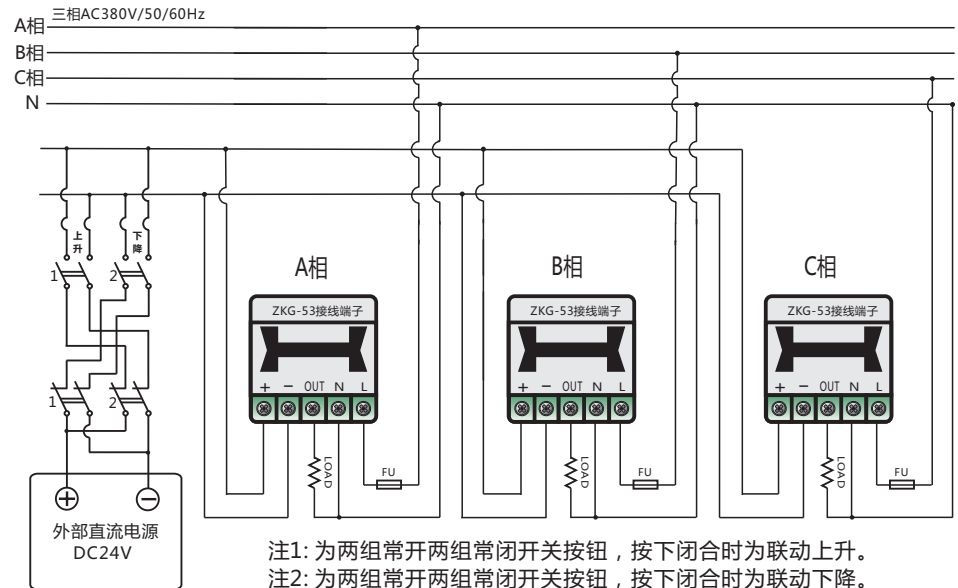 三相AC380V/50/60Hz
A相
B相
C相
N
上升
下降
1
2
1
2
A相
B相
C相
ZKG-53接线端子
+ − OUT N L
LOAD
FU
ZKG-53接线端子
+ − OUT N L
LOAD
FU
ZKG-53接线端子
+ − OUT N L
LOAD
FU
+ −
外部直流电源
DC24V
注1: 为两组常开两组常闭开关按钮，按下闭合时为联动上升。
注2: 为两组常开两组常闭开关按钮，按下闭合时为联动下降。